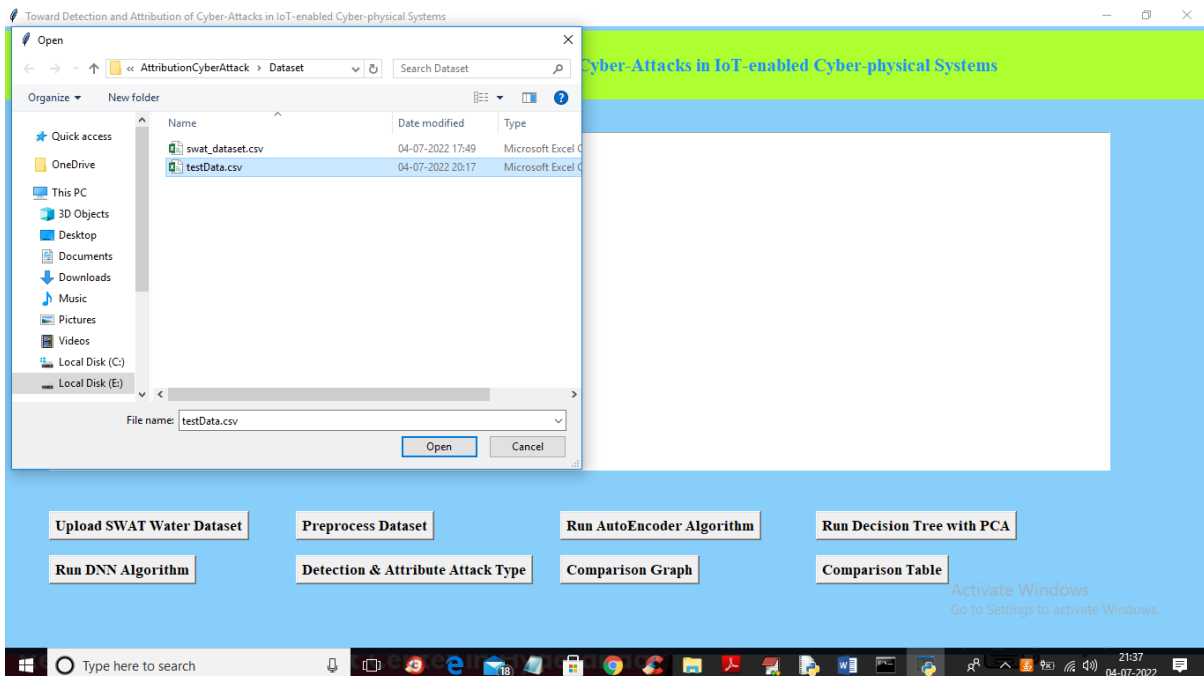 Toward Detection and Attribution of Cyber-Attacks in IoT-enabled Cyber-physical Systems
Open
Cyber-Attacks in IoT-enabled Cyber-physical Systems
« AttributionCyberAttack > Dataset
Search Dataset
Organize
New folder
Name
Date modified
Type
Quick access
swat_dataset.csv
04-07-2022 17:49
Microsoft Excel C
OneDrive
testData.csv
04-07-2022 20:17
Microsoft Excel C
This PC
3D Objects
Desktop
Documents
Downloads
Music
Pictures
Videos
Local Disk (C:)
Local Disk (E:)
File name: testData.csv
Open
Cancel
Upload SWAT Water Dataset
Preprocess Dataset
Run AutoEncoder Algorithm
Run Decision Tree with PCA
Run DNN Algorithm
Detection & Attribute Attack Type
Comparison Graph
Comparison Table
Activate Windows
Go to Settings to activate Windows.
Type here to search
18
21:37
04-07-2022